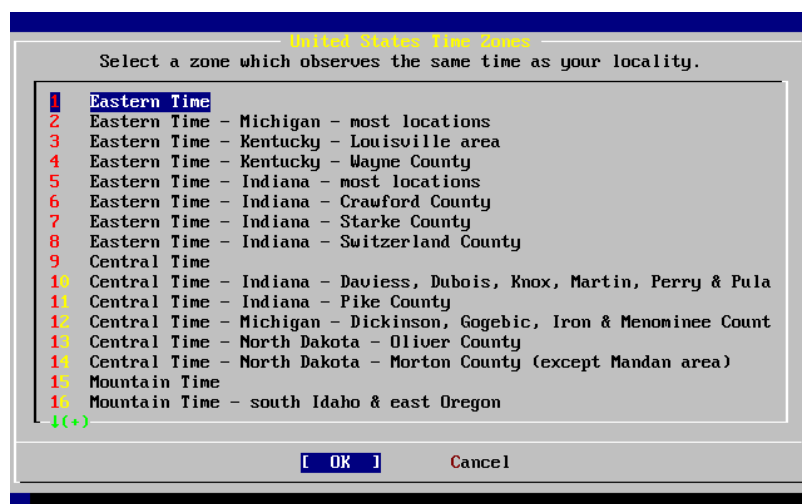 United States Time Zones
Select a zone which observes the same time as your locality.
1 Eastern Time
2 Eastern Time - Michigan - most locations
3 Eastern Time - Kentucky - Louisville area
4 Eastern Time - Kentucky - Wayne County
5 Eastern Time - Indiana - most locations
6 Eastern Time - Indiana - Crawford County
7 Eastern Time - Indiana - Starke County
8 Eastern Time - Indiana - Switzerland County
9 Central Time
10 Central Time - Indiana - Daviess, Dubois, Knox, Martin, Perry & Pula
11 Central Time - Indiana - Pike County
12 Central Time - Michigan - Dickinson, Gogebic, Iron & Menominee Count
13 Central Time - North Dakota - Oliver County
14 Central Time - North Dakota - Morton County (except Mandan area)
15 Mountain Time
16 Mountain Time - south Idaho & east Oregon
↓(+)
[ OK ] Cancel